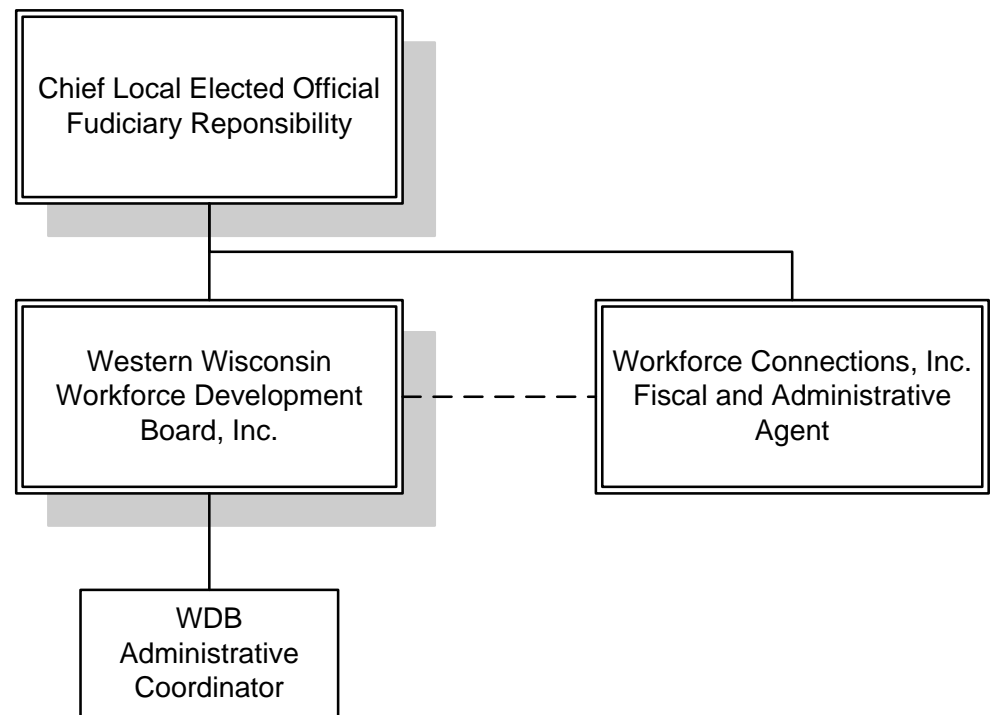 Chief Local Elected Official
Fudiciary Reponsibility
Western Wisconsin
Workforce Development
Board, Inc.
Workforce Connections, Inc.
Fiscal and Administrative
Agent
WDB
Administrative
Coordinator